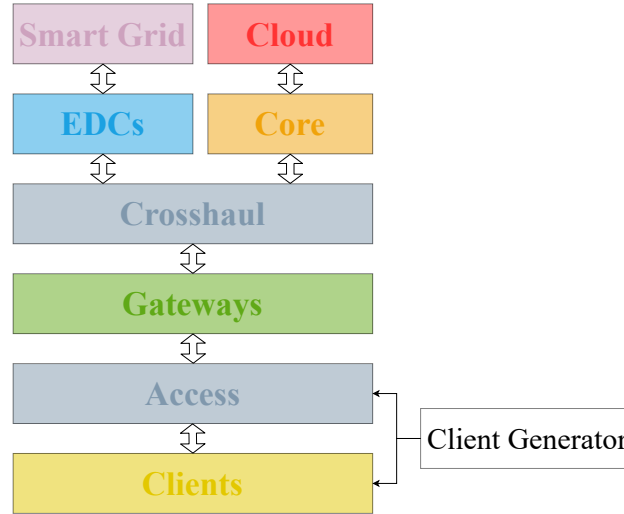 Smart Grid
Cloud
EDCs
Core
Crosshaul
Gateways
Access
Client Generator
Clients